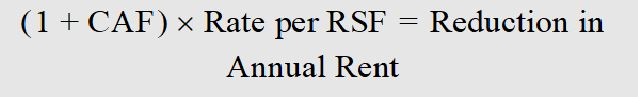 (1 + CAF) × Rate per RSF = Reduction in
Annual Rent